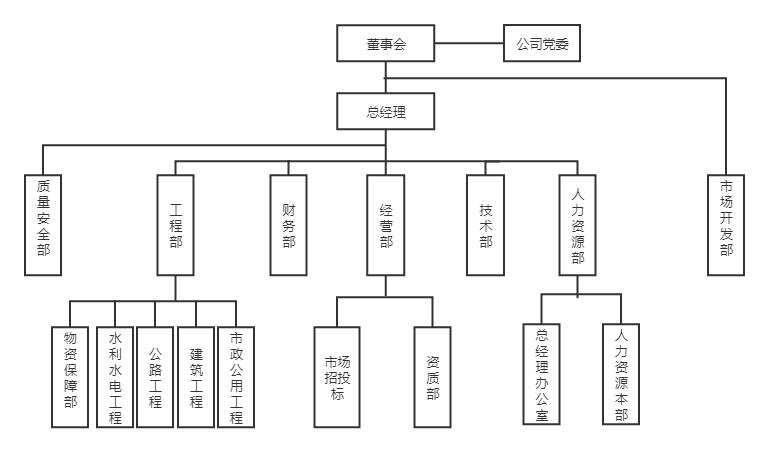 董事会
公司党委
总经理
质量安全部
工程部
财务部
经营部
技术部
人力资源部
市场开发部
物资保障部
水利水电工程
公路工程
建筑工程
市政公用工程
市场
招投
标
资质部
总经理办公室
人力资源本部